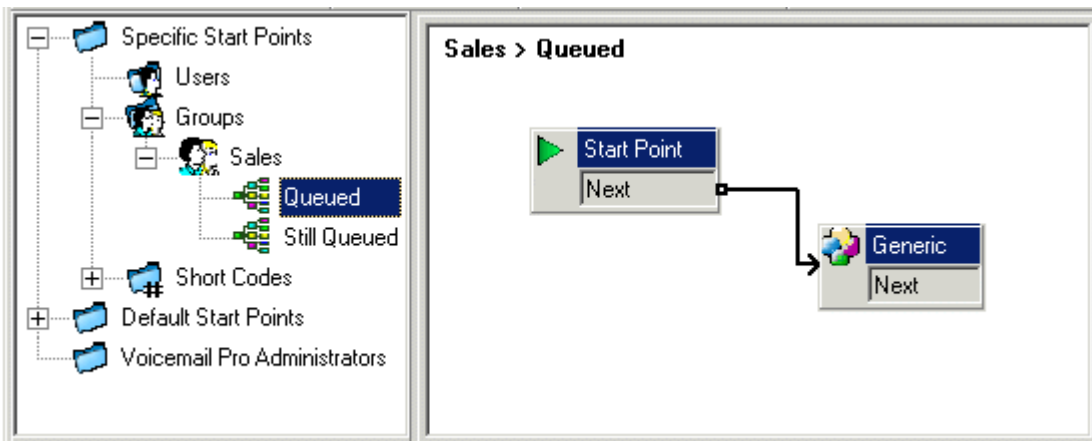 Specific Start Points
Users
Groups
Sales
Queued
Still Queued
Short Codes
Default Start Points
Voicemail Pro Administrators
Sales > Queued
Start Point
Next
Generic
Next